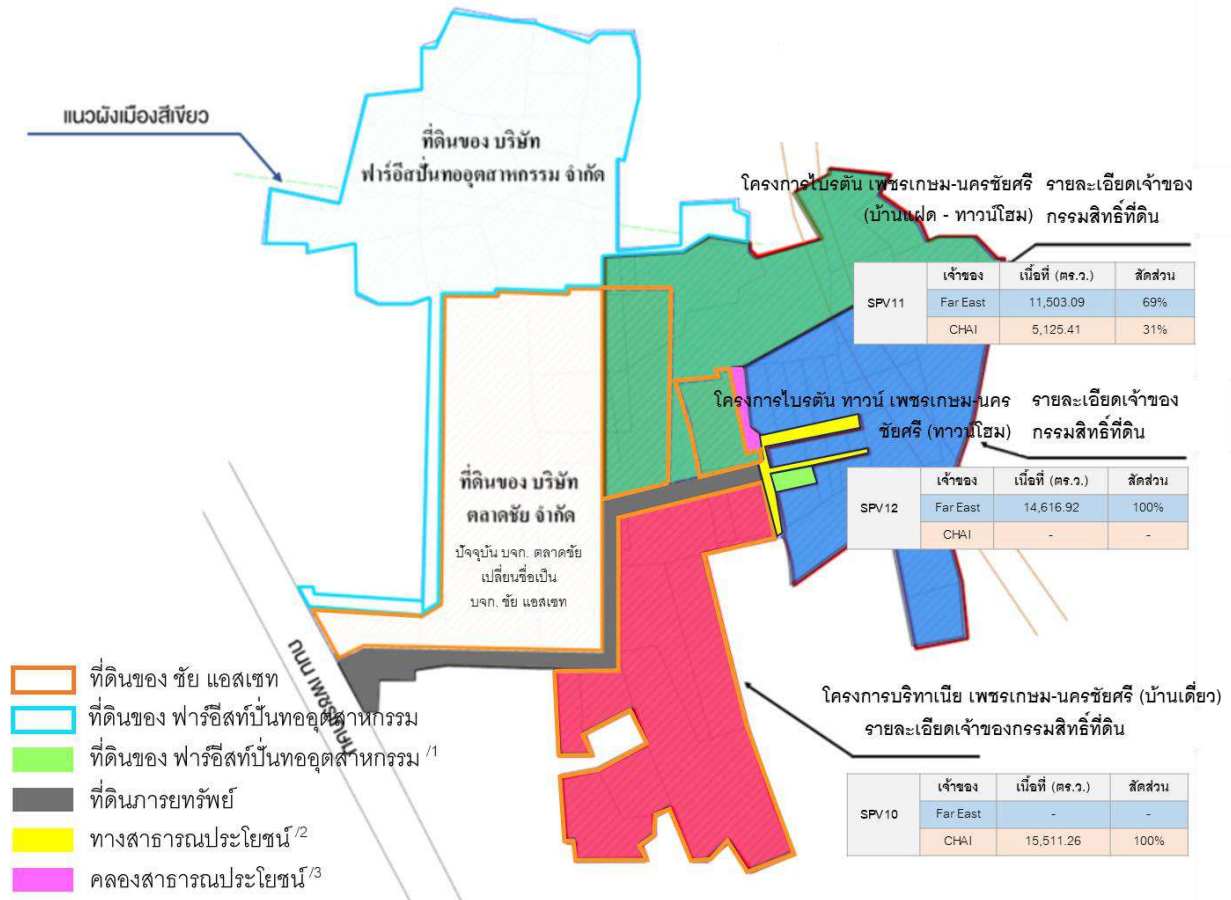 แนวผังเมืองสีเขียว
ที่ดินของ บริษัท
ฟาร์อีสปั่นทออุตสาหกรรม จำกัด
โครงการไบรตัน เพชรเกษม-นครชัยศรี
(บ้านแฝด - ทาวน์โฮม)
รายละเอียดเจ้าของ
กรรมสิทธิ์ที่ดิน
เจ้าของ เนื้อที่ (ตร.ว.) สัดส่วน
SPV11 Far East 11,503.09 69%
CHAI 5,125.41 31%
โครงการไบรตัน ทาวน์ เพชรเกษม-นคร
ชัยศรี (ทาวน์โฮม)
รายละเอียดเจ้าของ
กรรมสิทธิ์ที่ดิน
เจ้าของ เนื้อที่ (ตร.ว.) สัดส่วน
SPV12 Far East 14,616.92 100%
CHAI - -
ที่ดินของ บริษัท
ตลาดชัย จำกัด
ปัจจุบัน บจก. ตลาดชัย
เปลี่ยนชื่อเป็น
บจก. ชัย แอสเซท
ถนน เพชรเกษม
โครงการบริทาเนีย เพชรเกษม-นครชัยศรี (บ้านเดี่ยว)
รายละเอียดเจ้าของกรรมสิทธิ์ที่ดิน
เจ้าของ เนื้อที่ (ตร.ว.) สัดส่วน
SPV10 Far East - -
CHAI 15,511.26 100%
ที่ดินของ ชัย แอสเซท
ที่ดินของ ฟาร์อีสท์ปั่นทออุตสาหกรรม
ที่ดินของ ฟาร์อีสท์ปั่นทออุตสาหกรรม /1
ที่ดินภารยทรัพย์
ทางสาธารณประโยชน์ /2
คลองสาธารณประโยชน์ /3